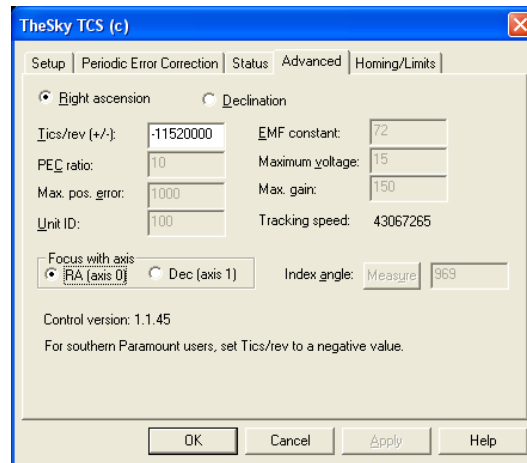 TheSky TCS (c)
Setup Periodic Error Correction Status Advanced Homing/Limits
Right ascension Declination
Tics/rev (+/-): -11520000 EMF constant: 72
PEC ratio: 10 Maximum voltage: 15
Max. pos. error: 1000 Max. gain: 150
Unit ID: 100 Tracking speed: 43067265
Focus with axis
RA (axis 0) Dec (axis 1) Index angle: Measure 969
Control version: 1.1.45
For southern Paramount users, set Tics/rev to a negative value.
OK Cancel Apply Help